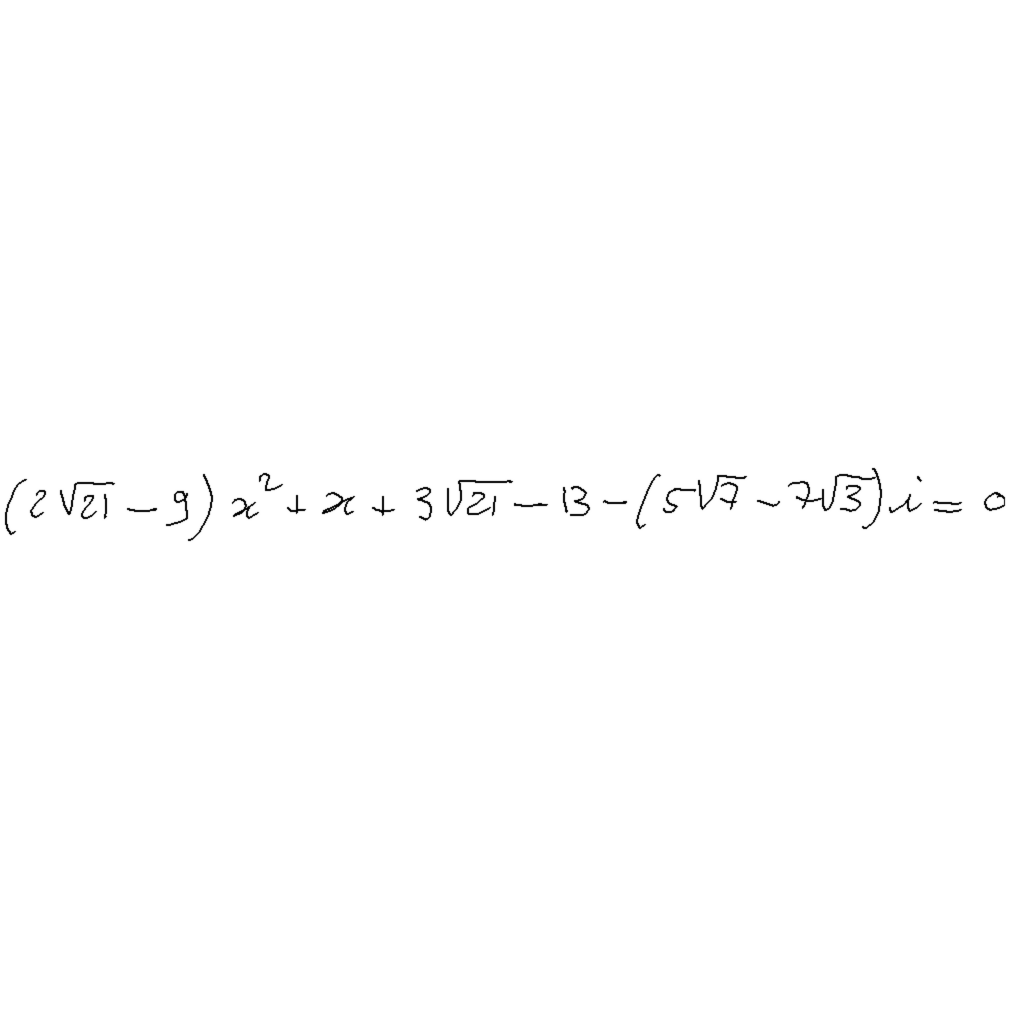 (2√21 − 9) x² + x + 3√21 − 13 − (5√7 − 7√3) i = 0